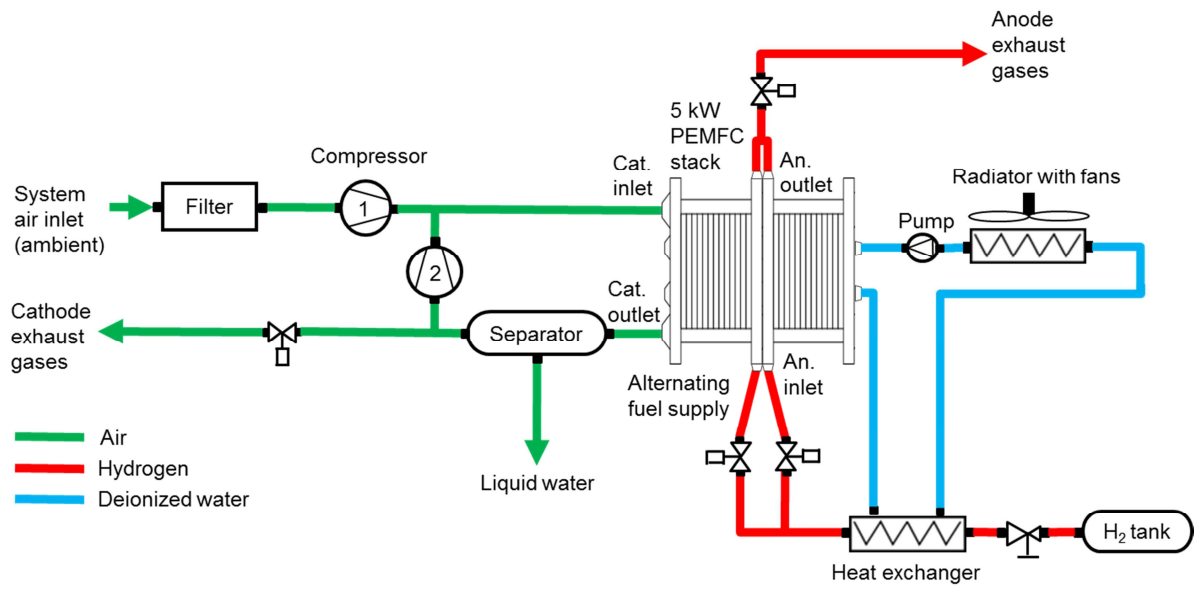 Anode
exhaust
gases
5 kW
PEMFC
stack
Compressor
Cat.
inlet
An.
outlet
Radiator with fans
System
air inlet
(ambient)
Filter
1
Pump
2
Cathode
exhaust
gases
Cat.
outlet
Separator
Alternating
fuel supply
An.
inlet
Air
Hydrogen
Deionized water
Liquid water
H₂ tank
Heat exchanger